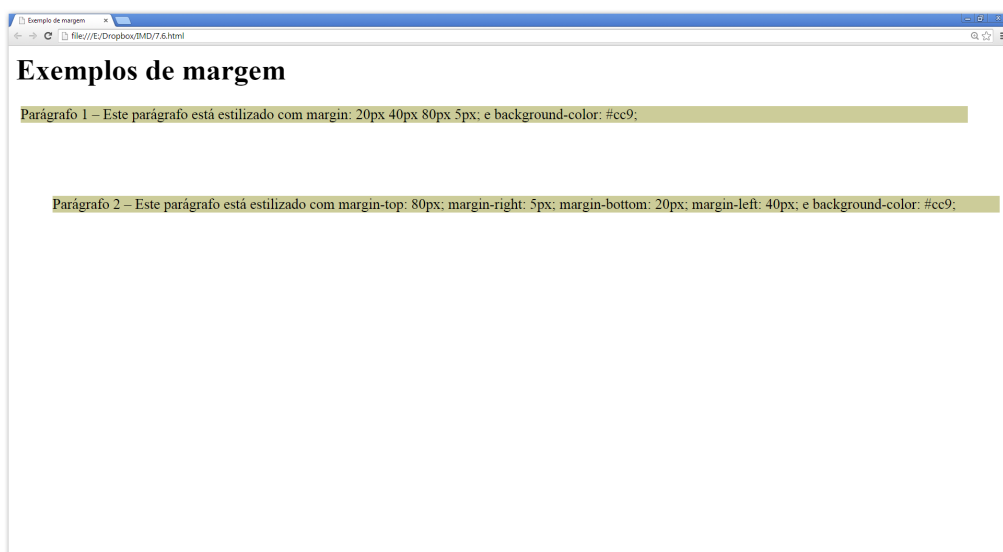 Exemplo de margem
file:///E:/Dropbox/IMD/7.6.html
Exemplos de margem
Parágrafo 1 – Este parágrafo está estilizado com margin: 20px 40px 80px 5px; e background-color: #cc9;
Parágrafo 2 – Este parágrafo está estilizado com margin-top: 80px; margin-right: 5px; margin-bottom: 20px; margin-left: 40px; e background-color: #cc9;